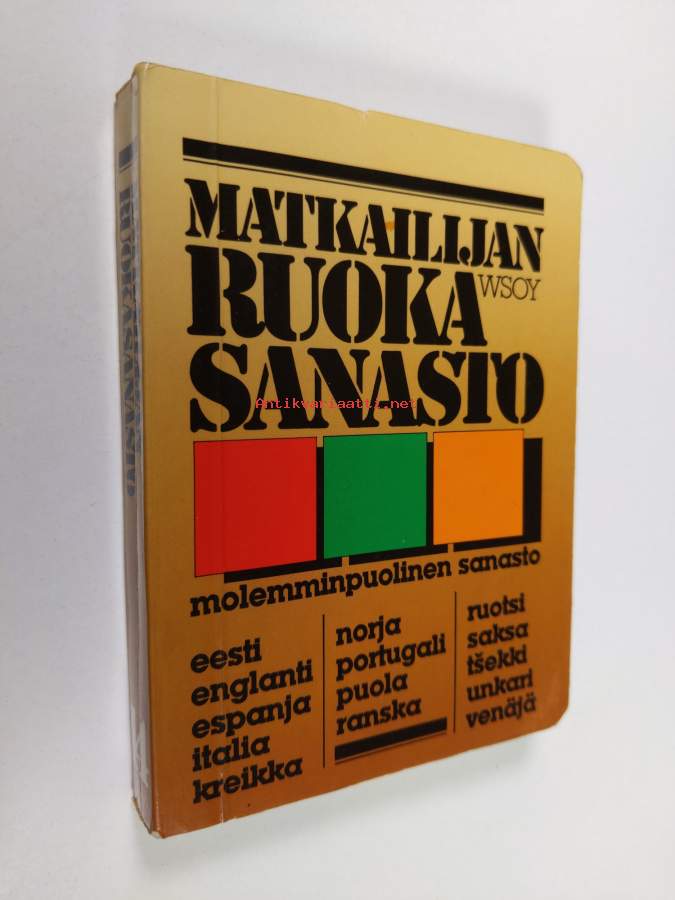 MATKAILIJAN
RUOKA
WSOY
SANASTO
Antikvariaatti.net
molemminpuolinen sanasto
eesti
englanti
espanja
italia
kreikka
norja
portugali
puola
ranska
ruotsi
saksa
tšekki
unkari
venäjä
RUOKASANASTO
14